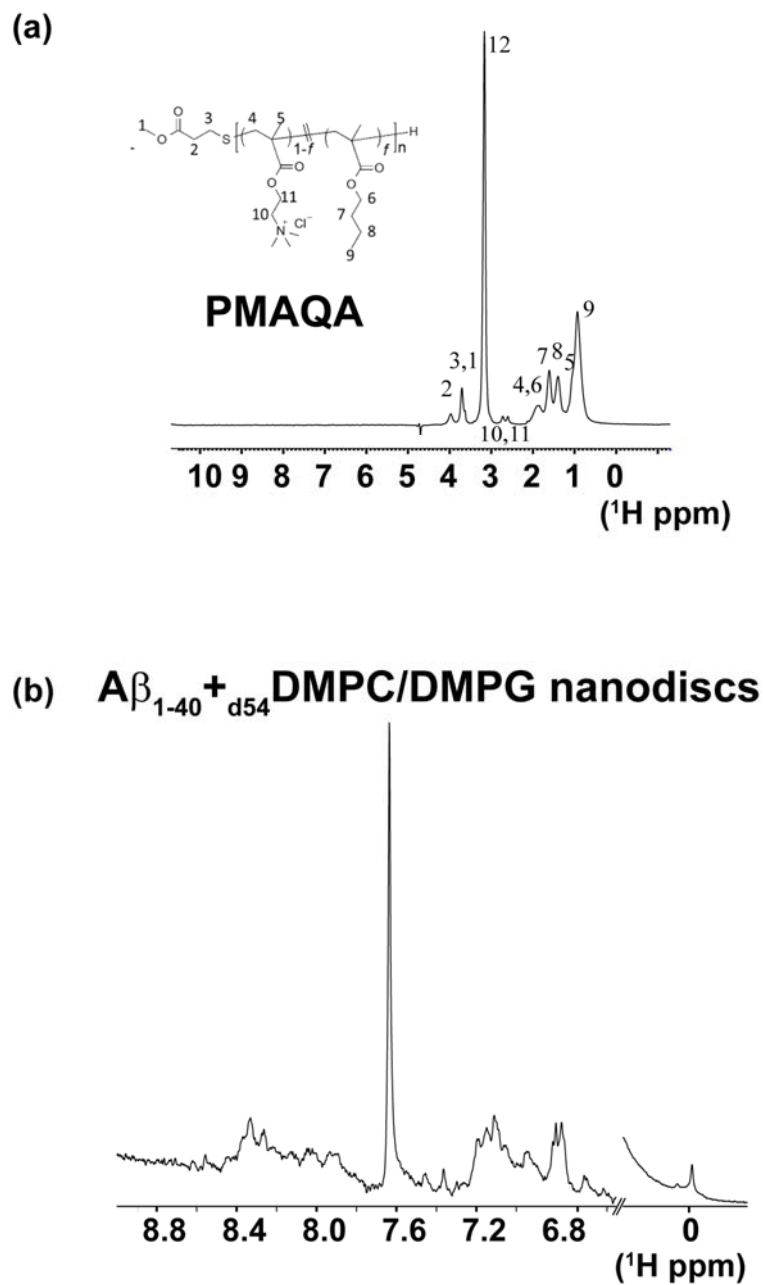 (a)
12
1
O
O
3
2
S
4
5
1-f
f
n
H
O
O
11
10
N+
Cl−
O
O
6
7
8
9
PMAQA
9
7
8
5
3,1
4,6
2
10,11
10 9 8 7 6 5 4 3 2 1 0
(¹H ppm)
(b) Aβ1-40+d54DMPC/DMPG nanodiscs
8.8 8.4 8.0 7.6 7.2 6.8 0
(¹H ppm)